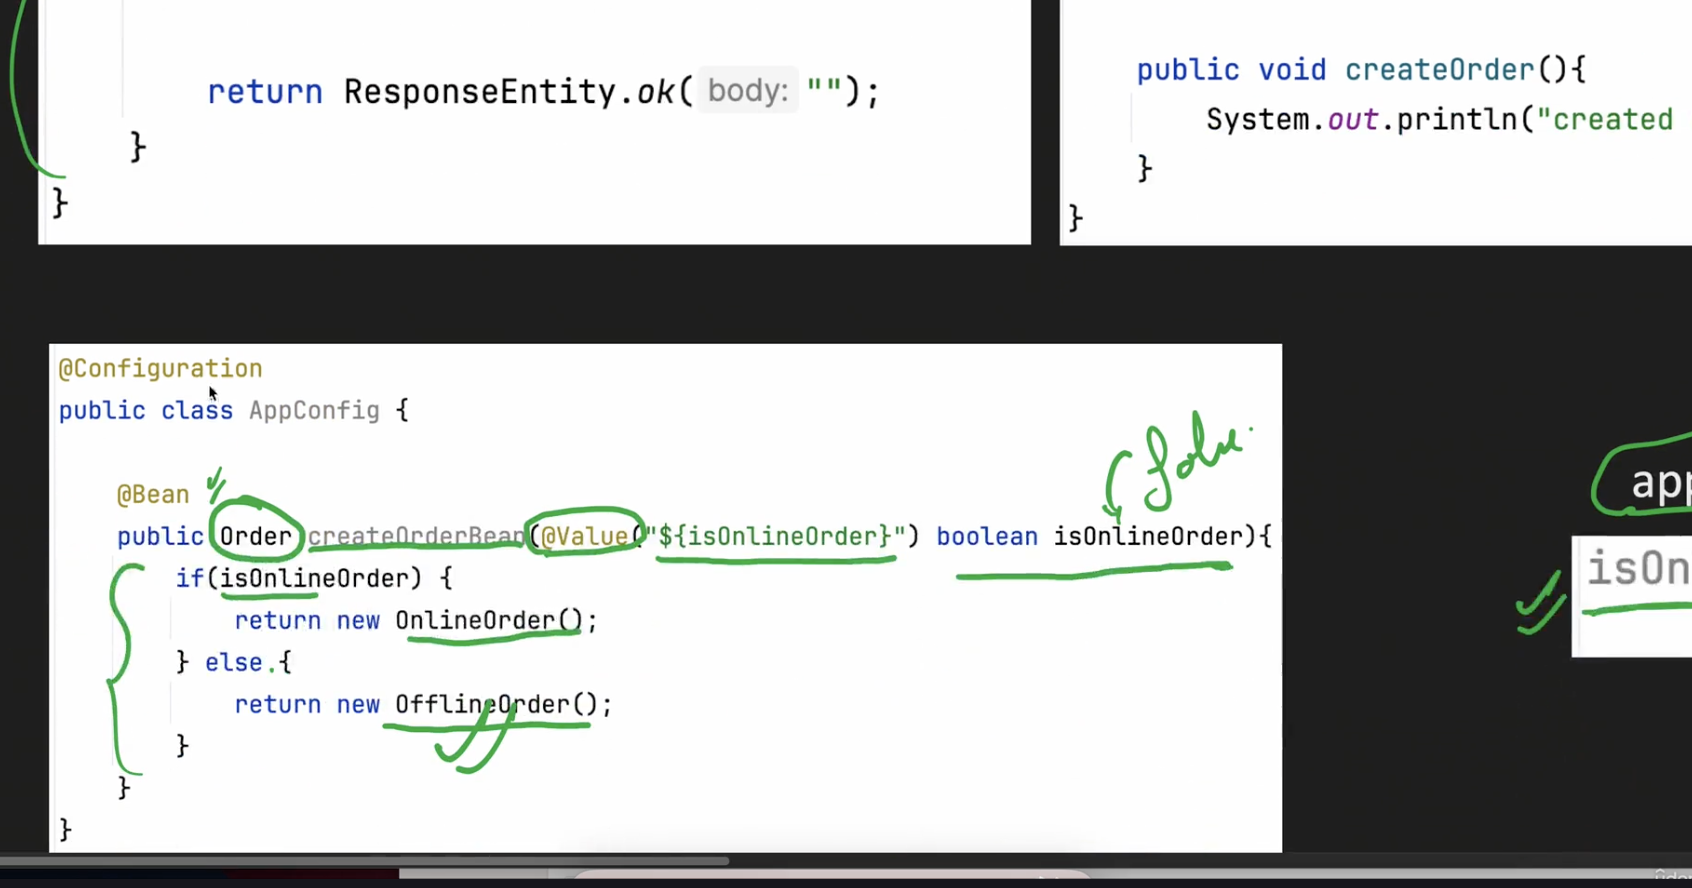 return ResponseEntity.ok( body: "");
}
}
public void createOrder(){
System.out.println("created
}
}
@Configuration
public class AppConfig {
@Bean
public Order createOrderBean(@Value("${isOnlineOrder}") boolean isOnlineOrder){
if(isOnlineOrder) {
return new OnlineOrder();
} else {
return new OfflineOrder();
}
}
}
false
app
isOn